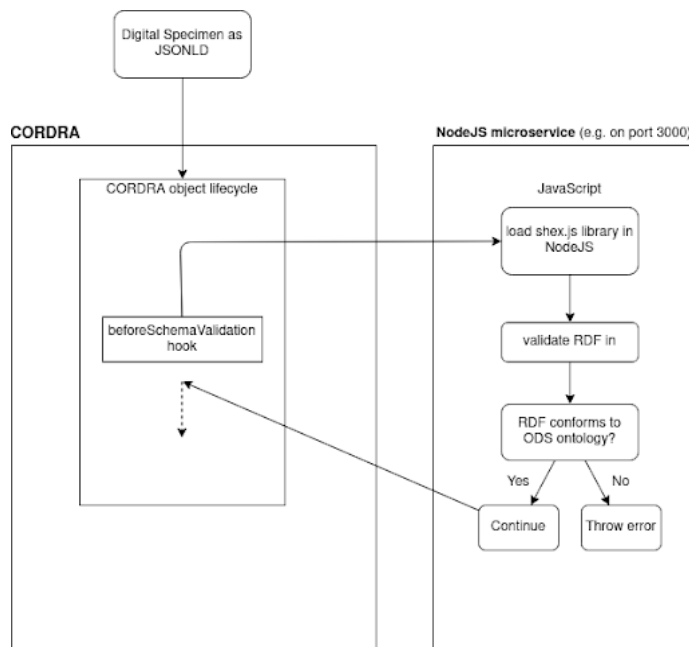 Digital Specimen as
JSONLD
CORDRA
NodeJS microservice (e.g. on port 3000)
CORDRA object lifecycle
JavaScript
load shex.js library in
NodeJS
beforeSchemaValidation
hook
validate RDF in
RDF conforms to
ODS ontology?
Yes
No
Continue
Throw error